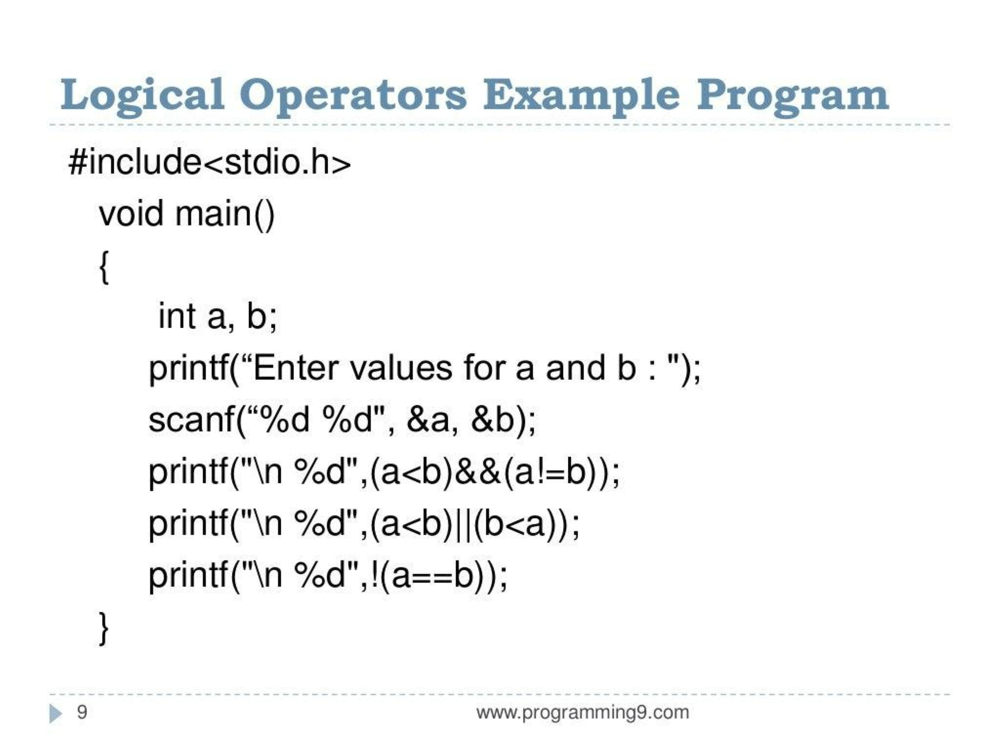 Logical Operators Example Program
#include<stdio.h>
void main()
{
int a, b;
printf(“Enter values for a and b : ");
scanf(“%d %d", &a, &b);
printf("\n %d",(a<b)&&(a!=b));
printf("\n %d",(a<b)||(b<a));
printf("\n %d",!(a==b));
}
9
www.programming9.com